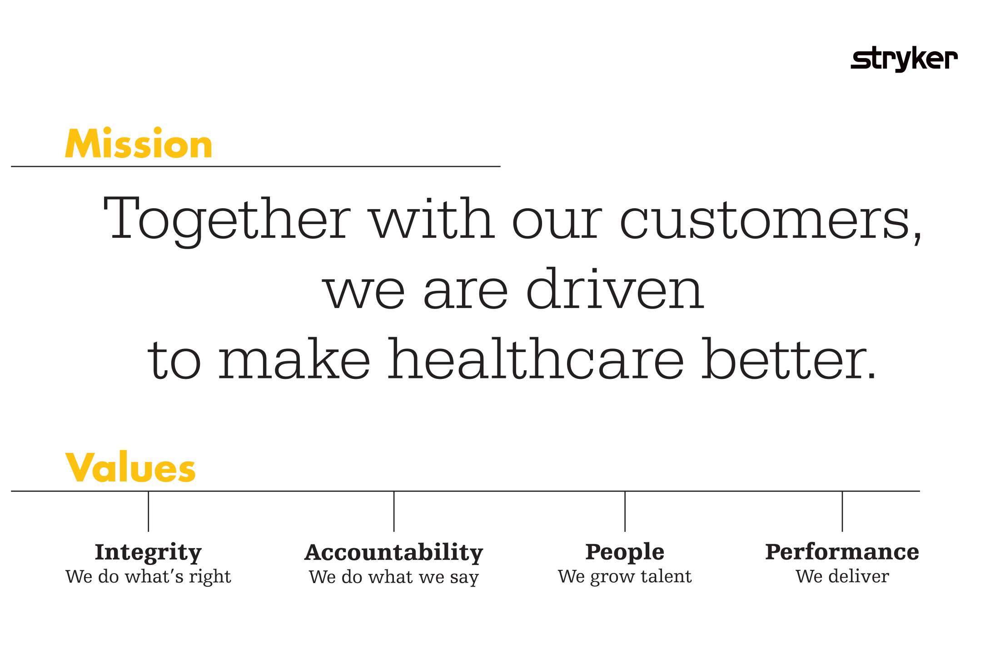 stryker
Mission
Together with our customers,
we are driven
to make healthcare better.
Values
Integrity
We do what's right
Accountability
We do what we say
People
We grow talent
Performance
We deliver